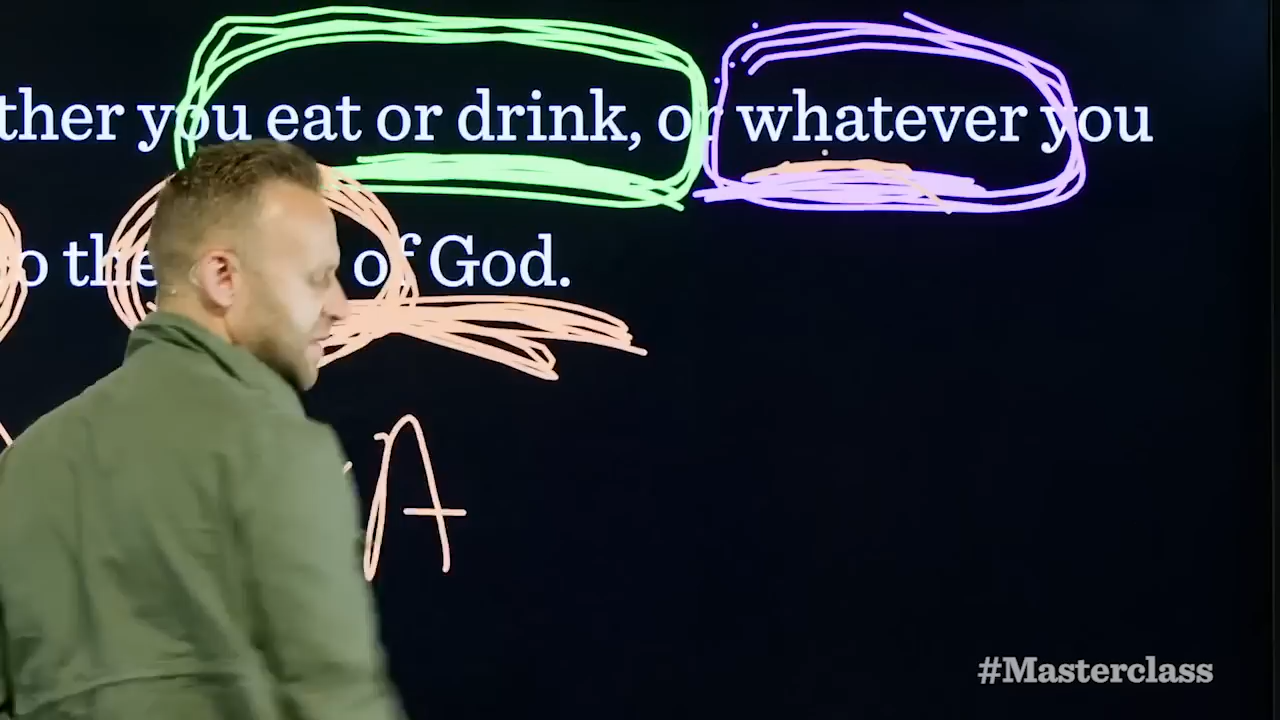 ther you eat or drink, or whatever you
o the of God.
A
#Masterclass